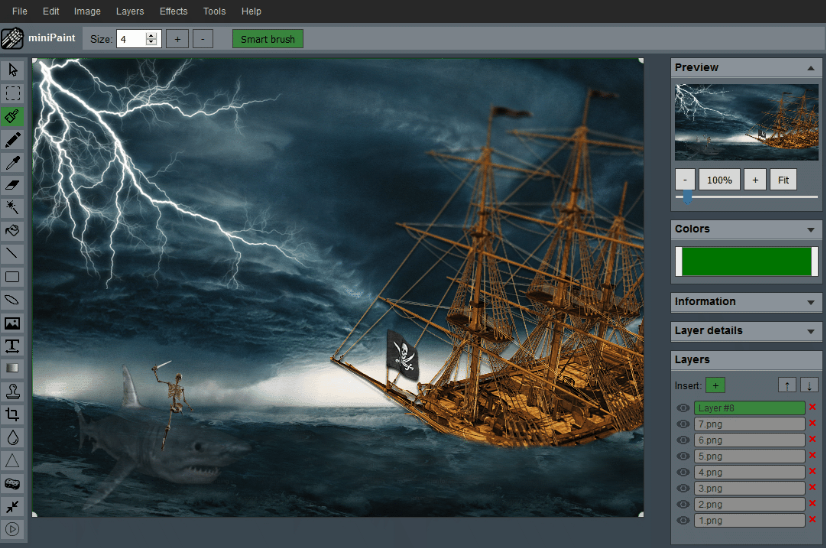 File Edit Image Layers Effects Tools Help
miniPaint Size: 4 + - Smart brush
Preview
- 100% + Fit
Colors
Information
Layer details
Layers
Insert: + ↑ ↓
Layer #8
7.png
6.png
5.png
4.png
3.png
2.png
1.png